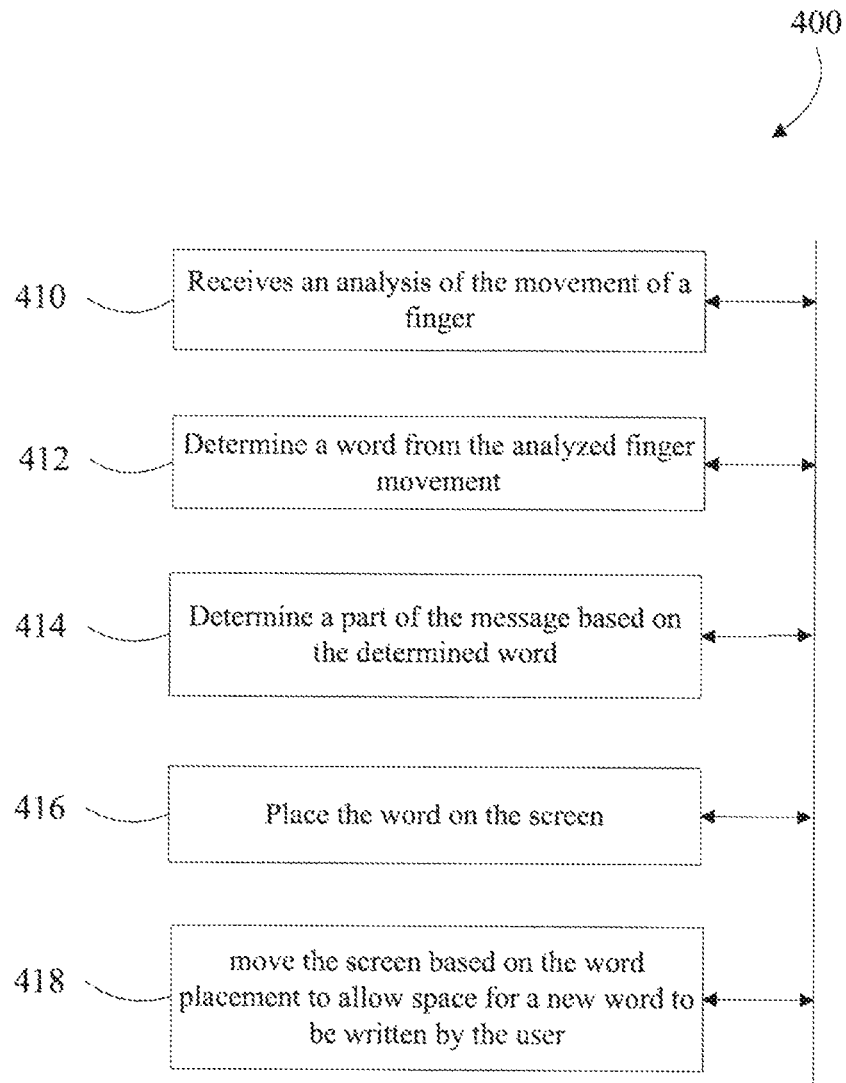 400
410
Receives an analysis of the movement of a
finger
412
Determine a word from the analyzed finger
movement
414
Determine a part of the message based on
the determined word
416
Place the word on the screen
418
move the screen based on the word
placement to allow space for a new word to
be written by the user